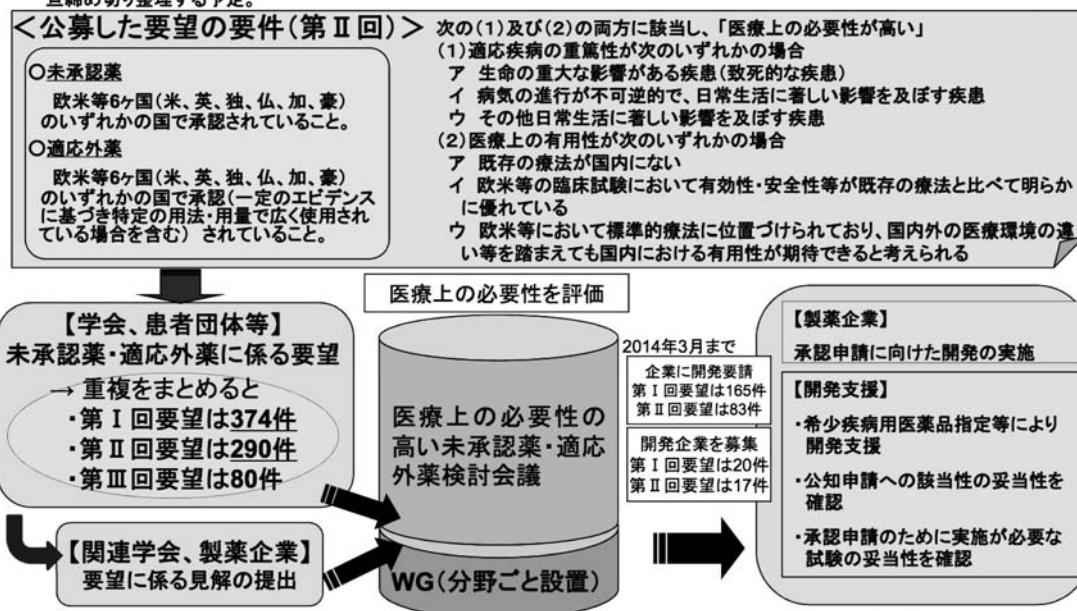 旦締め切り整理する予定。
＜公募した要望の要件（第Ⅱ回）＞
○未承認薬
欧米等6ヶ国（米、英、独、仏、加、豪）
のいずれかの国で承認されていること。
○適応外薬
欧米等6ヶ国（米、英、独、仏、加、豪）
のいずれかの国で承認（一定のエビデンス
に基づき特定の用法・用量で広く使用され
ている場合を含む） されていること。
次の（1）及び（2）の両方に該当し、「医療上の必要性が高い」
（1）適応疾病の重篤性が次のいずれかの場合
ア 生命の重大な影響がある疾患（致死的な疾患）
イ 病気の進行が不可逆的で、日常生活に著しい影響を及ぼす疾患
ウ その他日常生活に著しい影響を及ぼす疾患
（2）医療上の有用性が次のいずれかの場合
ア 既存の療法が国内にない
イ 欧米等の臨床試験において有効性・安全性等が既存の療法と比べて明らか
に優れている
ウ 欧米等において標準的療法に位置づけられており、国内外の医療環境の違
い等を踏まえても国内における有用性が期待できると考えられる
【学会、患者団体等】
未承認薬・適応外薬に係る要望
→ 重複をまとめると
・第Ⅰ回要望は374件
・第Ⅱ回要望は290件
・第Ⅲ回要望は80件
【関連学会、製薬企業】
要望に係る見解の提出
医療上の必要性を評価
医療上の必要性の
高い未承認薬・適応
外薬検討会議
WG（分野ごと設置）
2014年3月まで
企業に開発要請
第Ⅰ回要望は165件
第Ⅱ回要望は83件
開発企業を募集
第Ⅰ回要望は20件
第Ⅱ回要望は17件
【製薬企業】
承認申請に向けた開発の実施
【開発支援】
・希少疾病用医薬品指定等により
開発支援
・公知申請への該当性の妥当性を
確認
・承認申請のために実施が必要な
試験の妥当性を確認